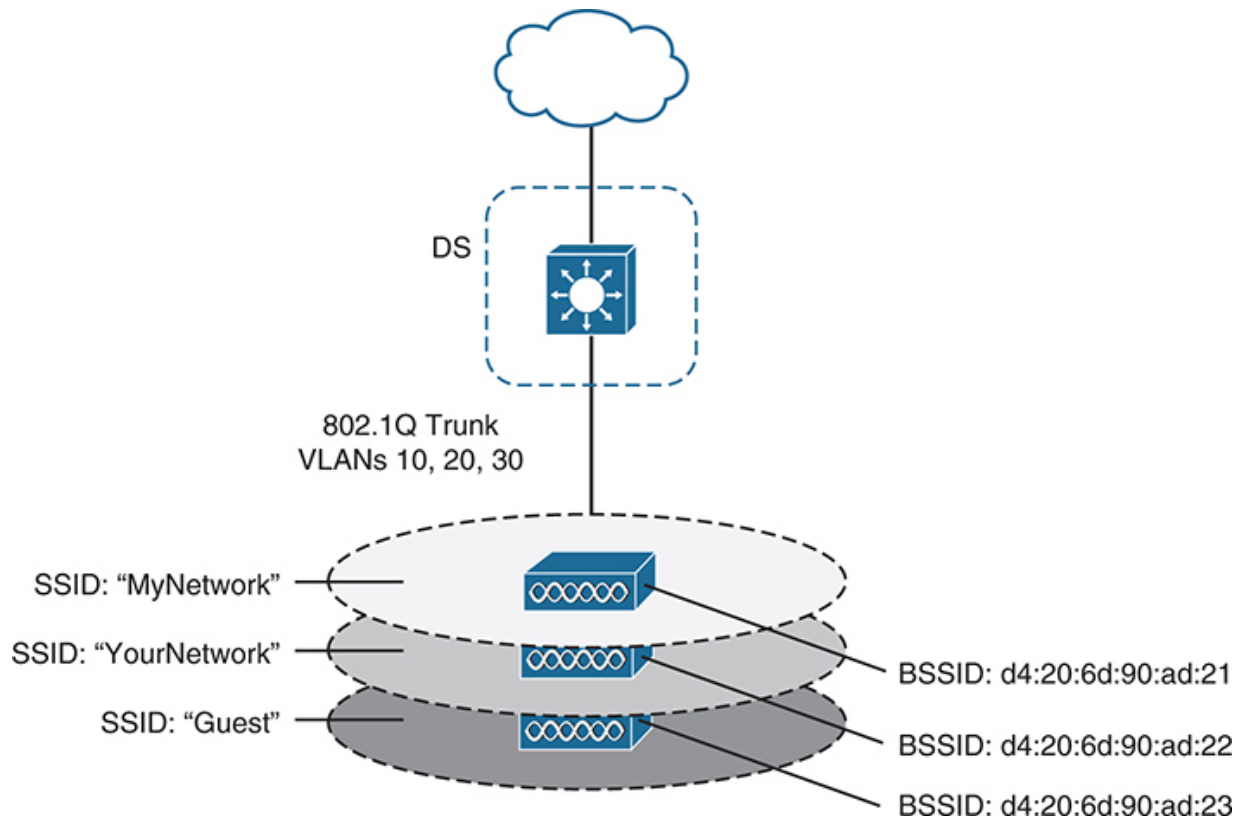 DS
802.1Q Trunk
VLANs 10, 20, 30
SSID: “MyNetwork”
SSID: “YourNetwork”
SSID: “Guest”
BSSID: d4:20:6d:90:ad:21
BSSID: d4:20:6d:90:ad:22
BSSID: d4:20:6d:90:ad:23